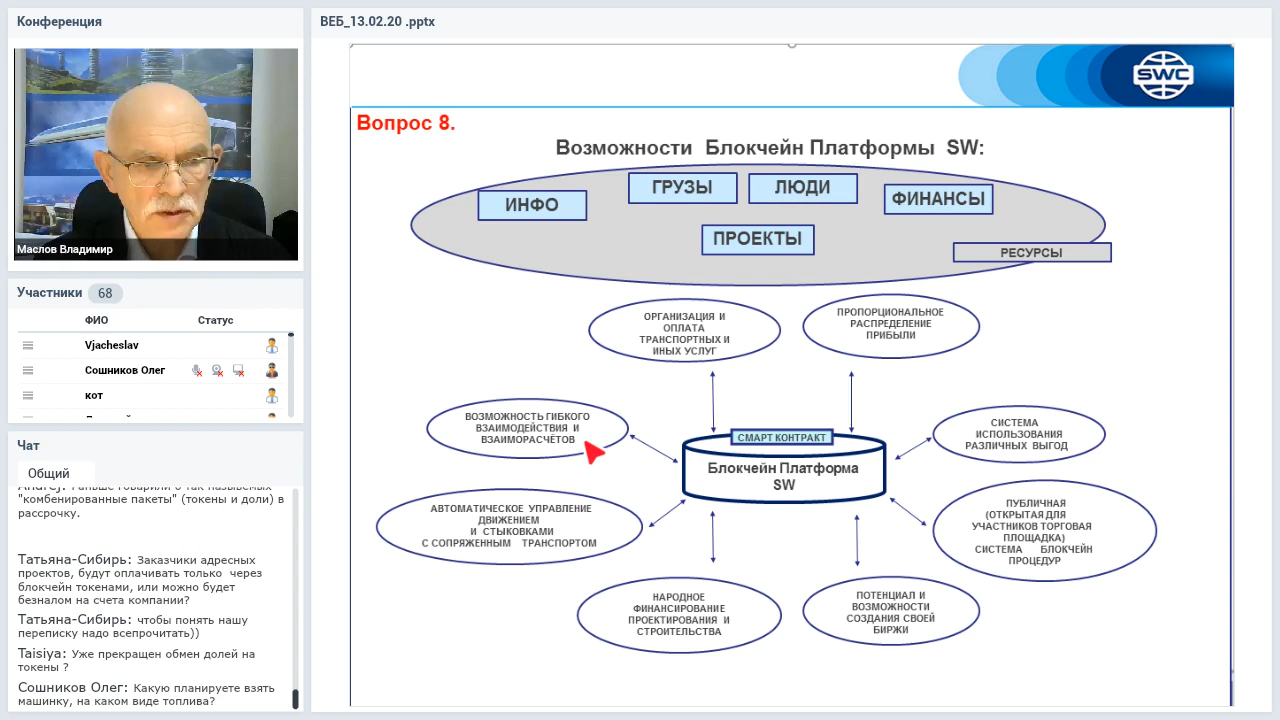 Конференция
Маслов Владимир
Участники 68
ФИО Статус
Vjacheslav
Сошников Олег
кот
Чат
Общий
"комбенированные пакеты" (токены и доли) в
рассрочку.
Татьяна-Сибирь: Заказчики адресных
проектов, будут оплачивать только через
блокчейн токенами, или можно будет
безналом на счета компании?
Татьяна-Сибирь: чтобы понять нашу
переписку надо всепрочитать))
Taisiya: Уже прекращен обмен долей на
токены ?
Сошников Олег: Какую планируете взять
машинку, на каком виде топлива?
ВЕБ_13.02.20 .pptx
SWC
Вопрос 8.
Возможности Блокчейн Платформы SW:
ИНФО
ГРУЗЫ
ЛЮДИ
ФИНАНСЫ
ПРОЕКТЫ
РЕСУРСЫ
ОРГАНИЗАЦИЯ И
ОПЛАТА
ТРАНСПОРТНЫХ И
ИНЫХ УСЛУГ
ПРОПОРЦИОНАЛЬНОЕ
РАСПРЕДЕЛЕНИЕ
ПРИБЫЛИ
ВОЗМОЖНОСТЬ ГИБКОГО
ВЗАИМОДЕЙСТВИЯ И
ВЗАИМОРАСЧЁТОВ
СМАРТ КОНТРАКТ
Блокчейн Платформа
SW
СИСТЕМА
ИСПОЛЬЗОВАНИЯ
РАЗЛИЧНЫХ ВЫГОД
АВТОМАТИЧЕСКОЕ УПРАВЛЕНИЕ
ДВИЖЕНИЕМ
И СТЫКОВКАМИ
С СОПРЯЖЕННЫМ ТРАНСПОРТОМ
ПУБЛИЧНАЯ
(ОТКРЫТАЯ ДЛЯ
УЧАСТНИКОВ ТОРГОВАЯ
ПЛОЩАДКА)
СИСТЕМА БЛОКЧЕЙН
ПРОЦЕДУР
НАРОДНОЕ
ФИНАНСИРОВАНИЕ
ПРОЕКТИРОВАНИЯ И
СТРОИТЕЛЬСТВА
ПОТЕНЦИАЛ И
ВОЗМОЖНОСТИ
СОЗДАНИЯ СВОЕЙ
БИРЖИ